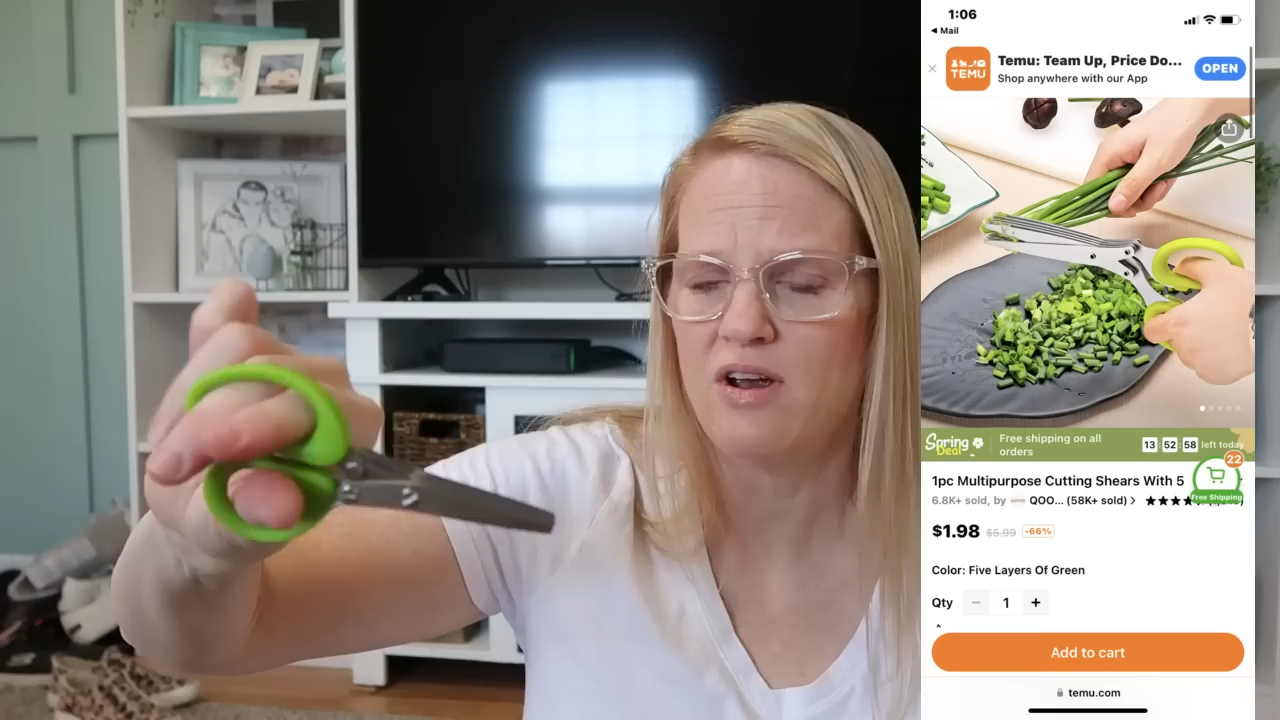 1:06
◀ Mail
TEMU
Temu: Team Up, Price Do...
Shop anywhere with our App
OPEN
Spring Deal
Free shipping on all orders
13 : 52 : 58 left today
22
Free Shipping
1pc Multipurpose Cutting Shears With 5
6.8K+ sold, by QOO... (58K+ sold) >
$1.98 $5.99 -66%
Color: Five Layers Of Green
Qty − 1 +
Add to cart
temu.com